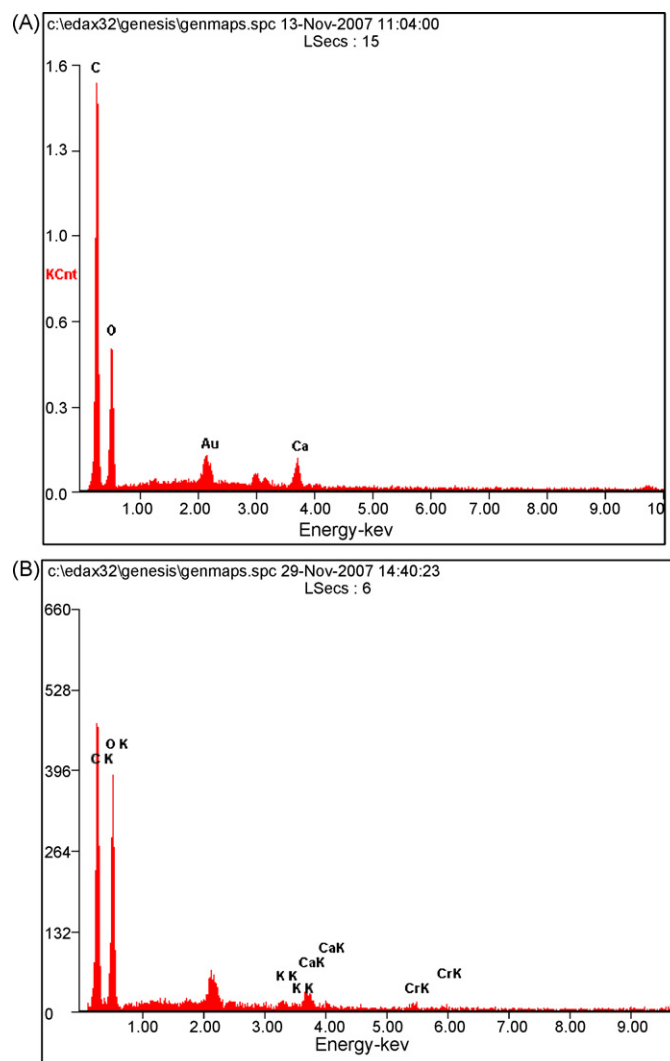 (A)
c:\edax32\genesis\genmaps.spc 13-Nov-2007 11:04:00
LSecs : 15
1.6
C
1.3
1.0
KCnt
0.6
O
0.3
Au
Ca
0.0
1.00 2.00 3.00 4.00 5.00 6.00 7.00 8.00 9.00 10
Energy-kev
(B)
c:\edax32\genesis\genmaps.spc 29-Nov-2007 14:40:23
LSecs : 6
660
528
O K
C K
396
264
132
CaK
CaK
K K
CrK
K K
CrK
0
1.00 2.00 3.00 4.00 5.00 6.00 7.00 8.00 9.00
Energy-kev